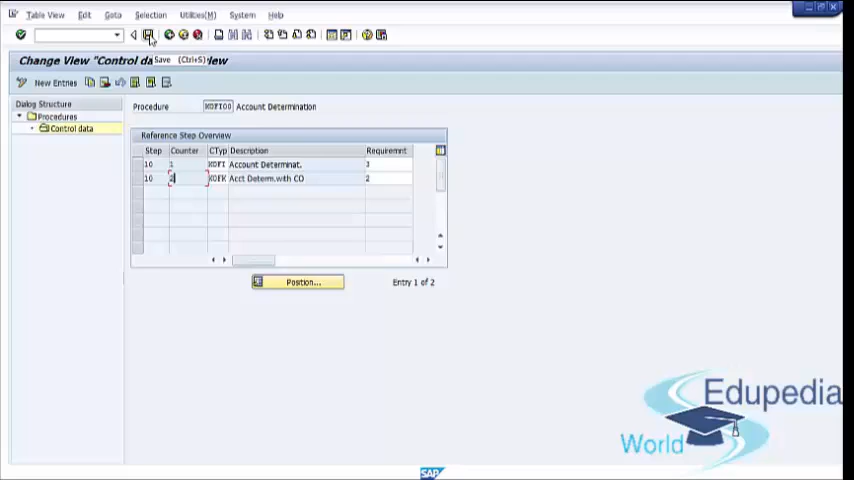 Table View Edit Goto Selection Utilities(M) System Help
Change View "Control da
Save (Ctrl+S)
iew
New Entries
Dialog Structure
Procedures
Control data
Procedure KOFI00 Account Determination
Reference Step Overview
Step Counter CTyp Description Requiremnt
10 1 KOFI Account Determinat. 3
10 2 KOFK Acct Determ.with CO 2
Position...
Entry 1 of 2
Edupedia
World
SAP